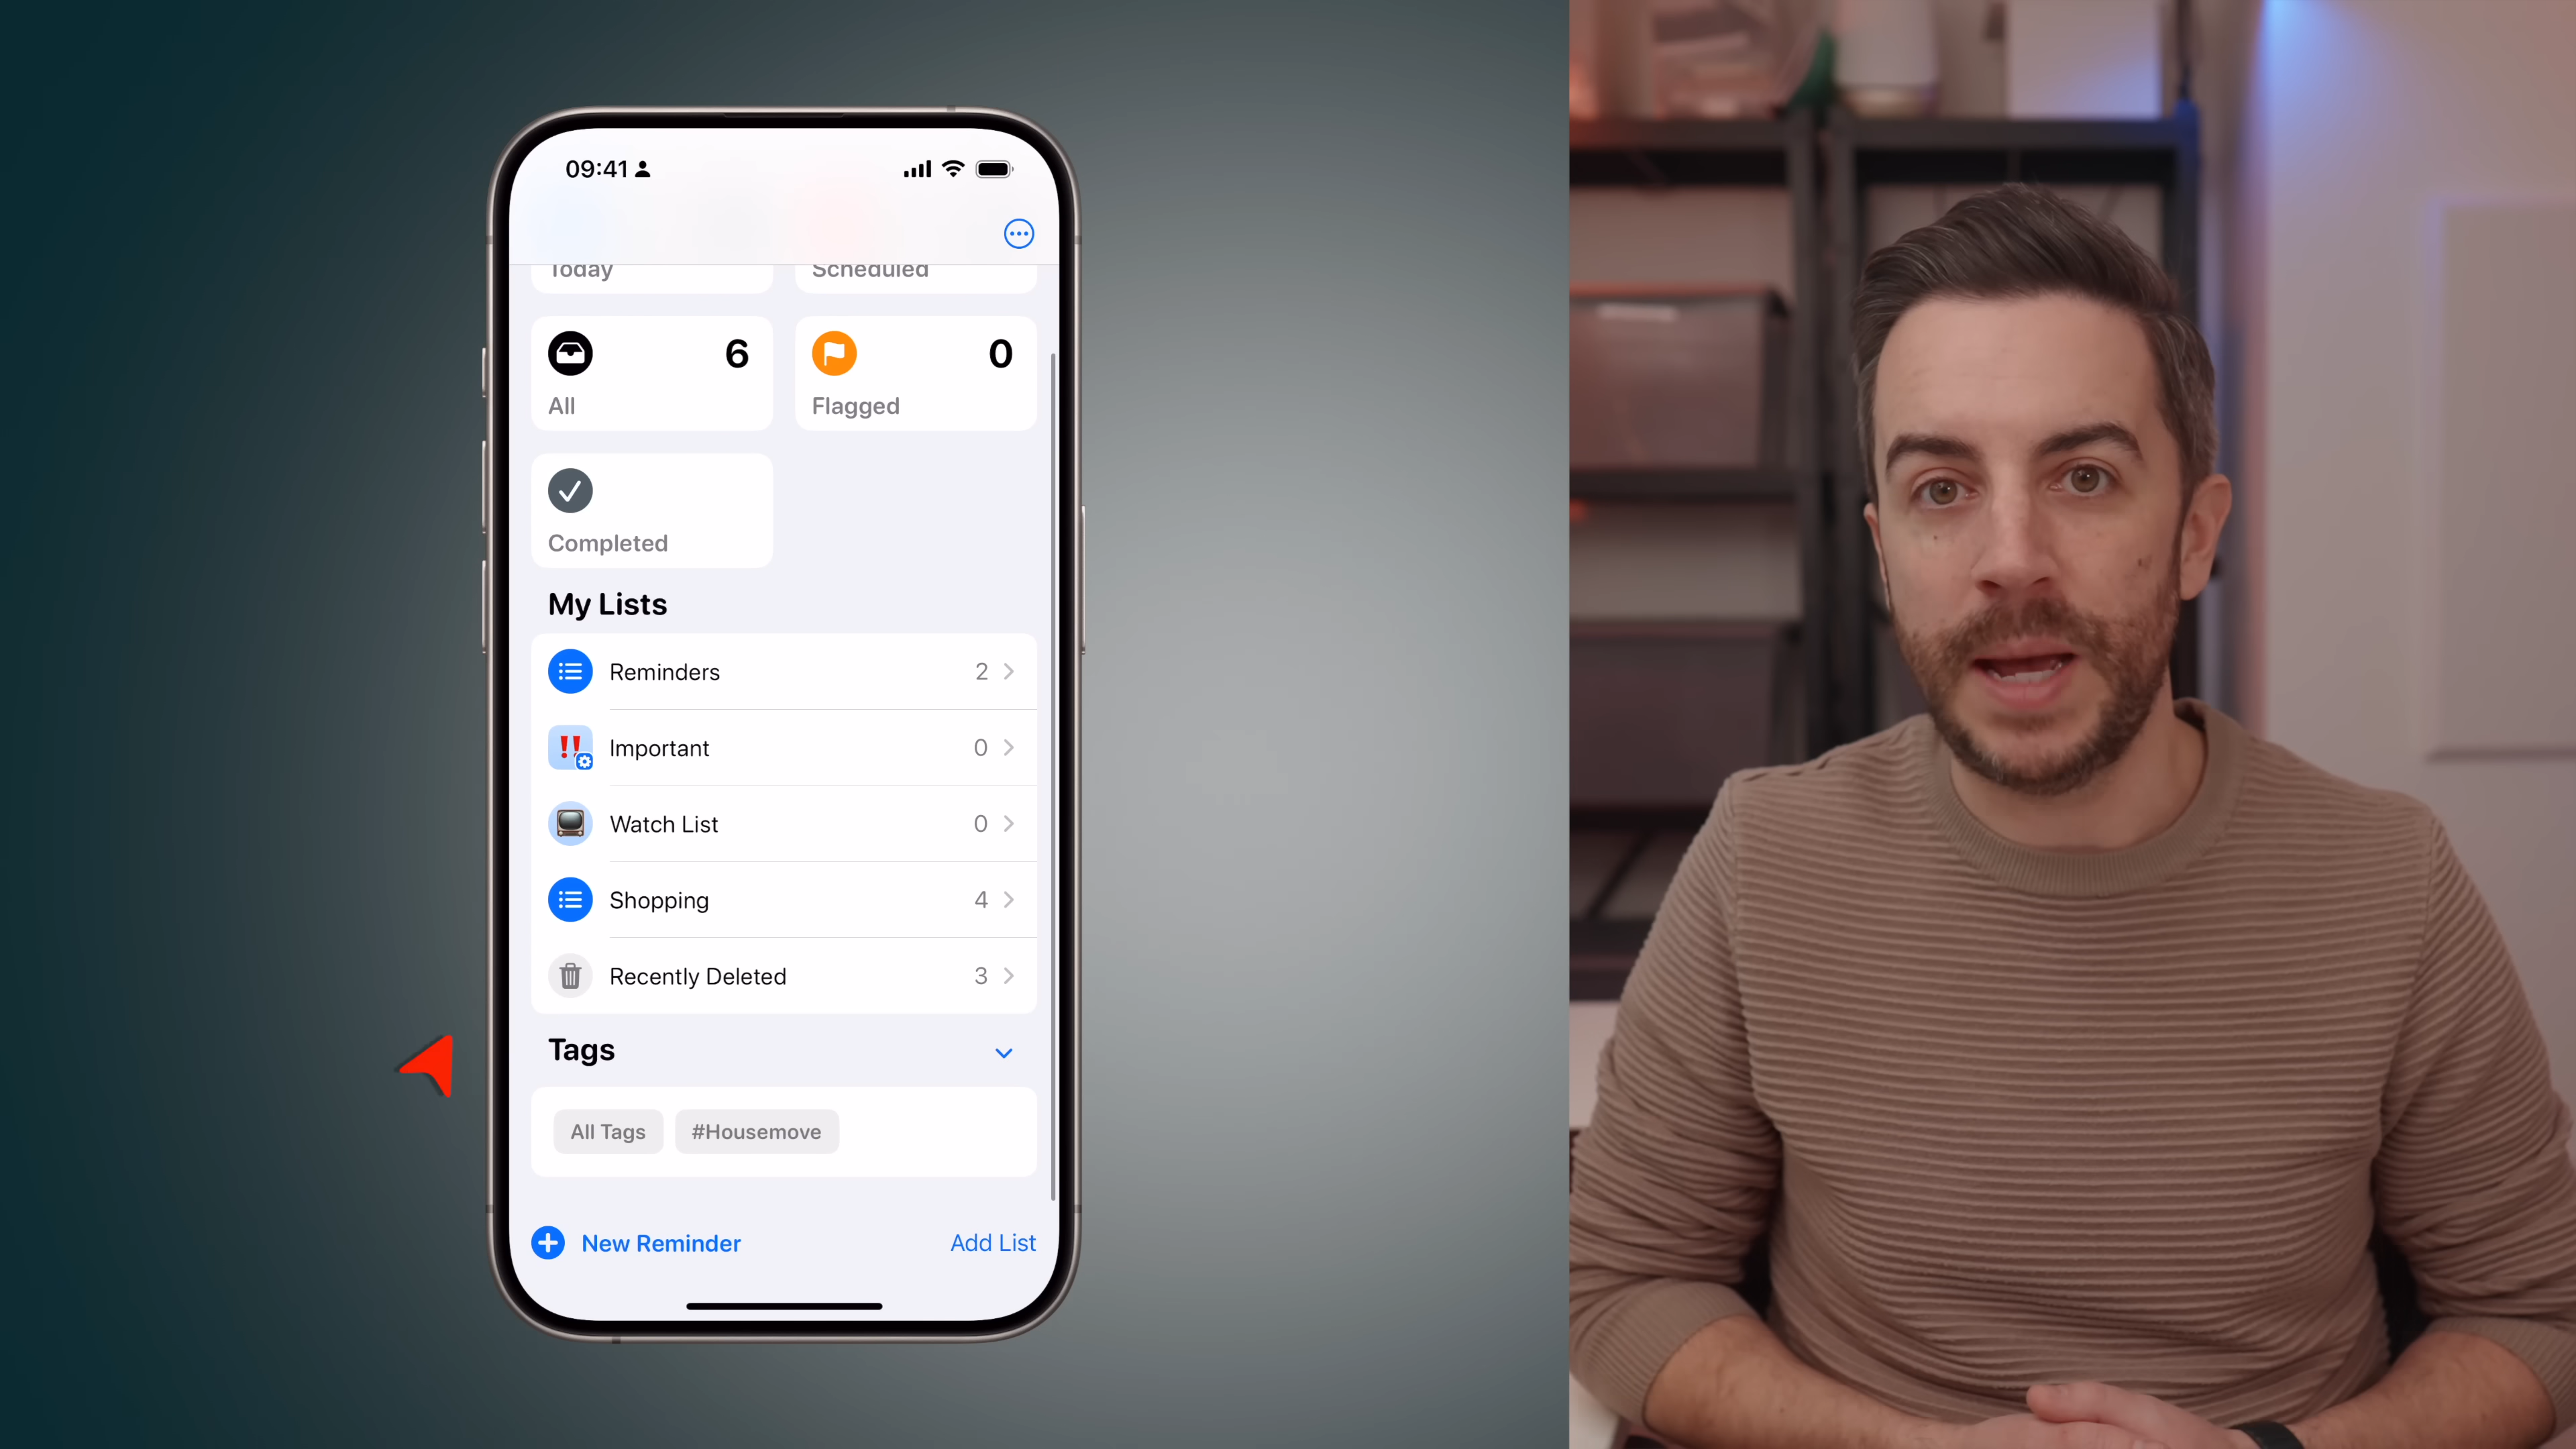 09:41
Today
Scheduled
6
0
All
Flagged
Completed
My Lists
Reminders 2
Important 0
Watch List 0
Shopping 4
Recently Deleted 3
Tags
All Tags #Housemove
New Reminder Add List